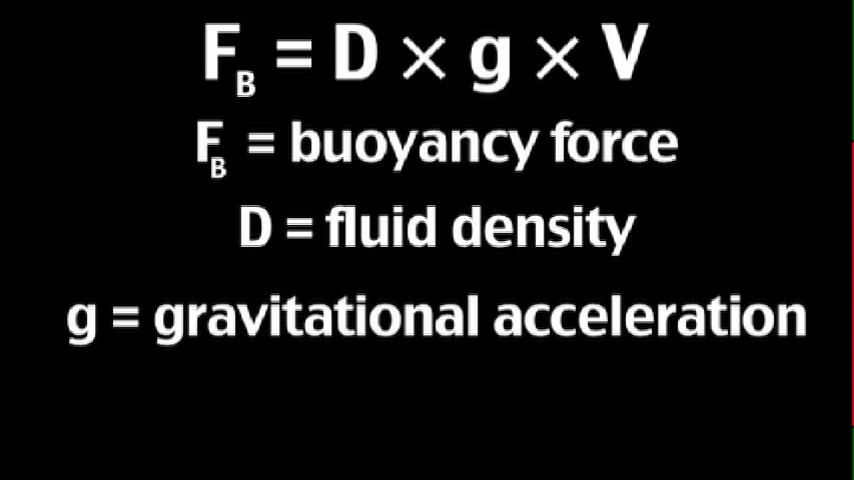 F_B = D × g × V
F_B = buoyancy force
D = fluid density
g = gravitational acceleration